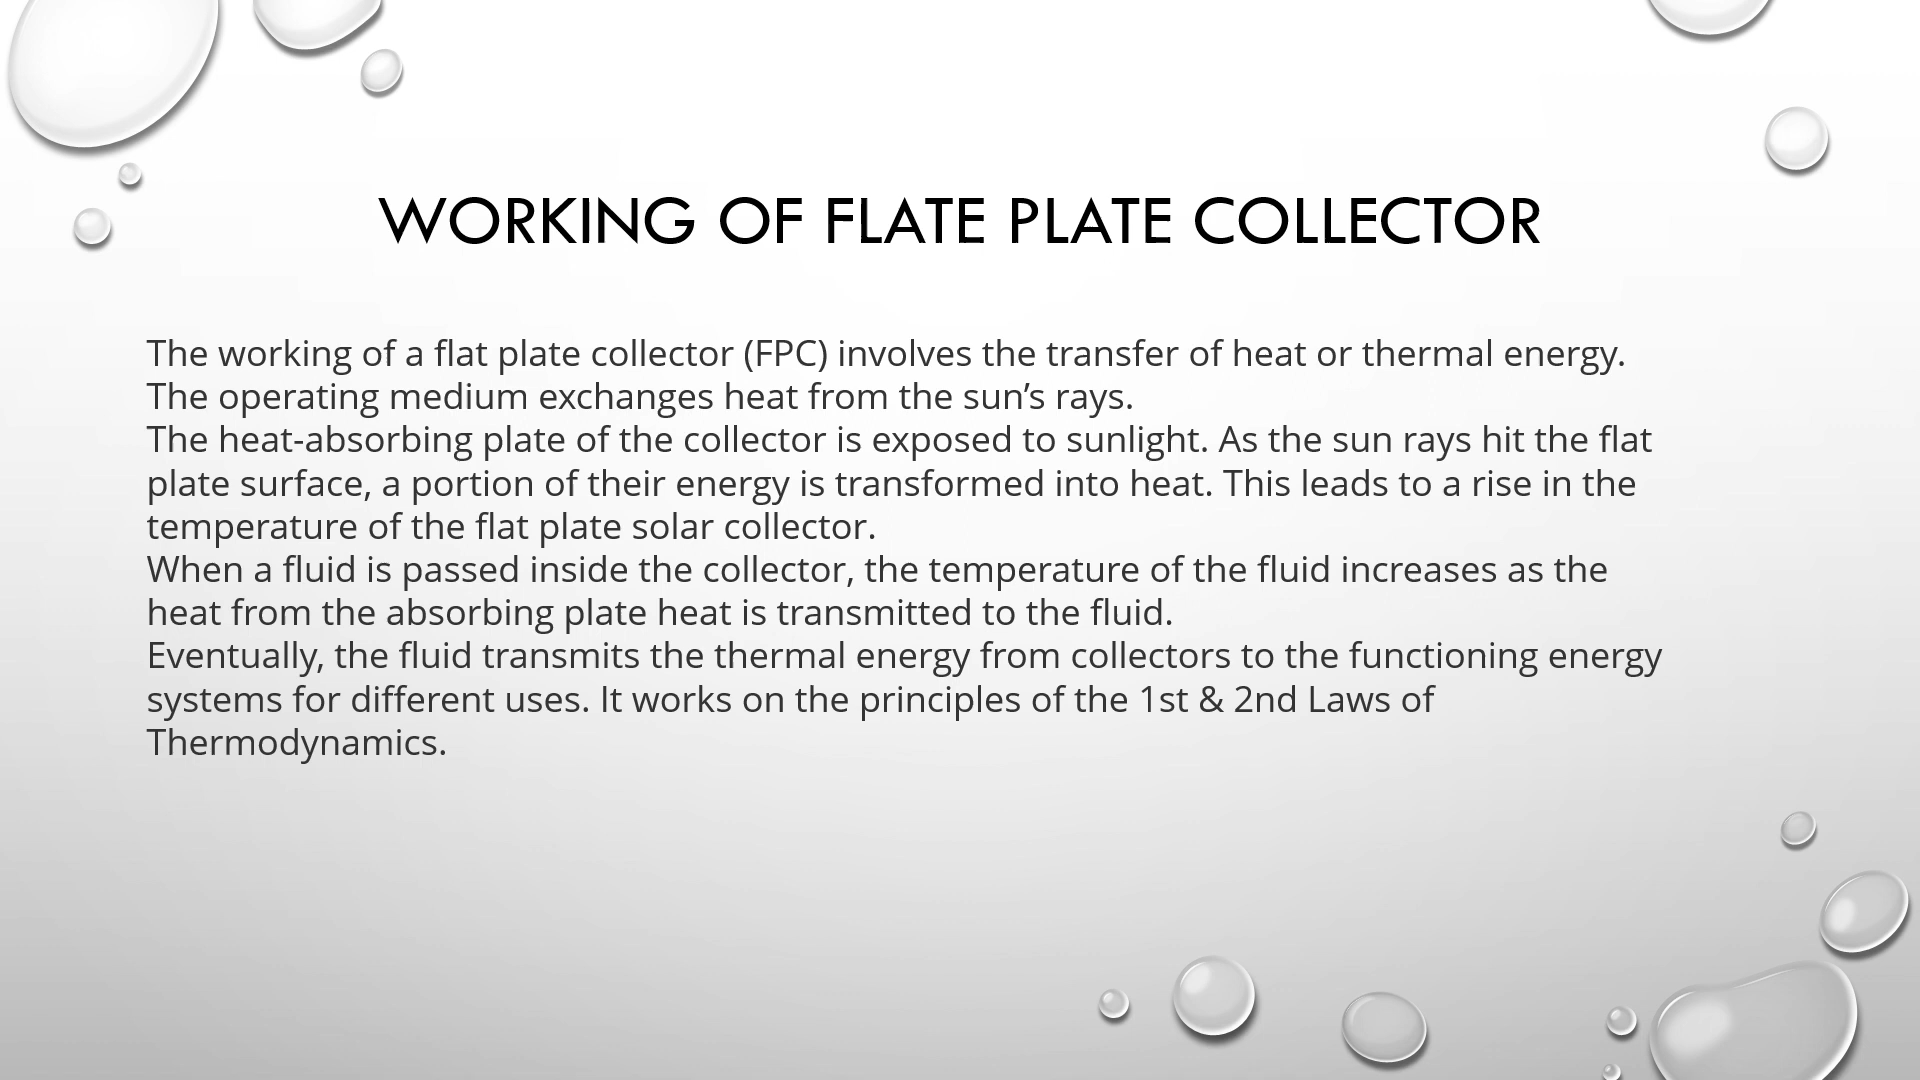 WORKING OF FLATE PLATE COLLECTOR
The working of a flat plate collector (FPC) involves the transfer of heat or thermal energy.
The operating medium exchanges heat from the sun’s rays.
The heat-absorbing plate of the collector is exposed to sunlight. As the sun rays hit the flat
plate surface, a portion of their energy is transformed into heat. This leads to a rise in the
temperature of the flat plate solar collector.
When a fluid is passed inside the collector, the temperature of the fluid increases as the
heat from the absorbing plate heat is transmitted to the fluid.
Eventually, the fluid transmits the thermal energy from collectors to the functioning energy
systems for different uses. It works on the principles of the 1st & 2nd Laws of
Thermodynamics.